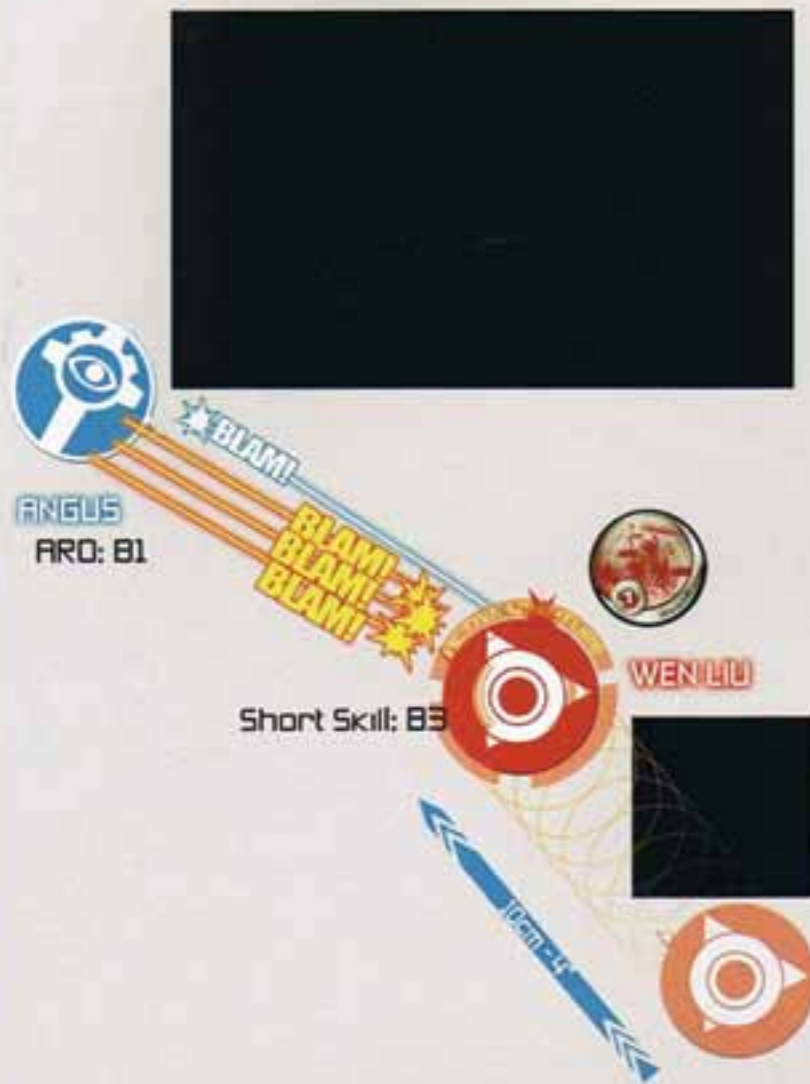 BLAM!
ANGUS
ARO: B1
BLAM!
BLAM!
BLAM!
WEN LIU
Short Skill: B3
10cm - 4"